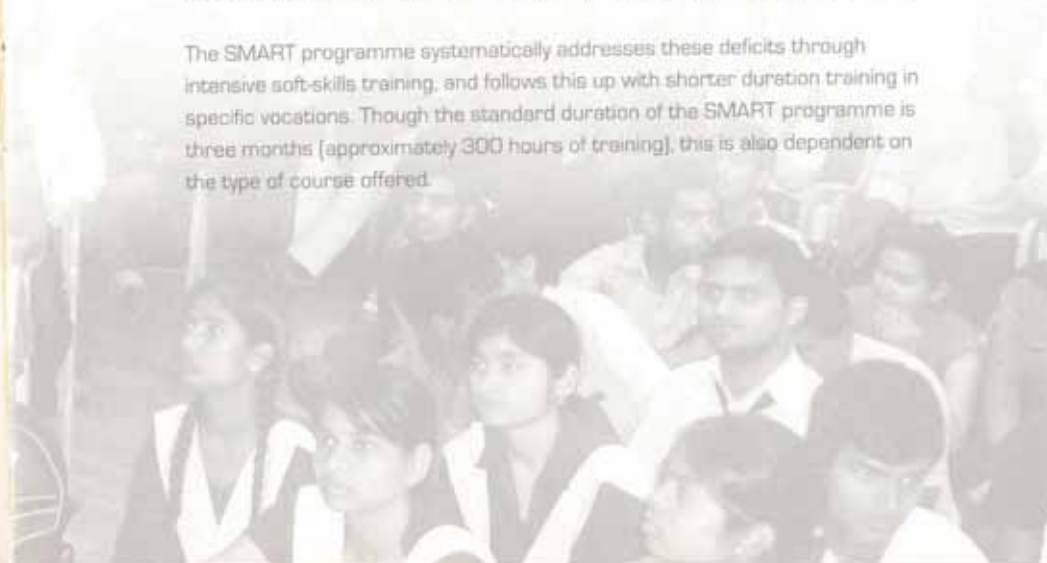 The SMART programme systematically addresses these deficits through
intensive soft-skills training, and follows this up with shorter duration training in
specific vocations. Though the standard duration of the SMART programme is
three months (approximately 300 hours of training), this is also dependent on
the type of course offered.